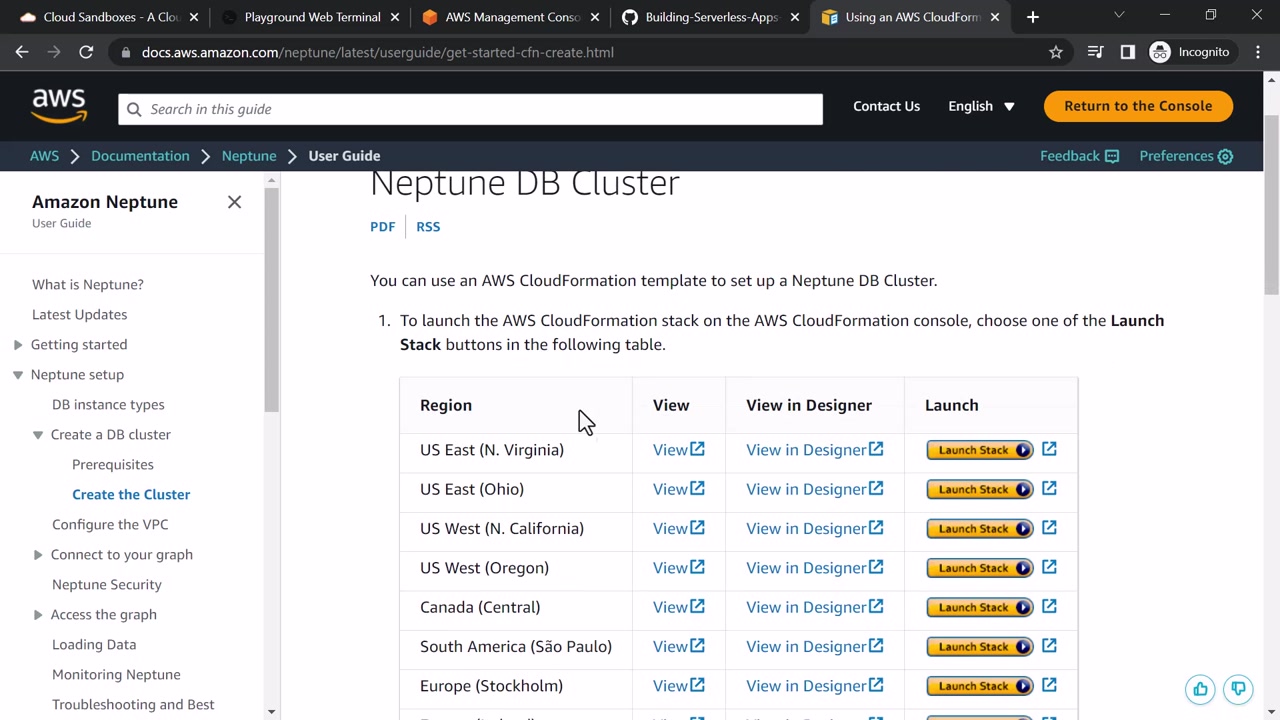 Cloud Sandboxes - A Clou
Playground Web Terminal
AWS Management Conso
Building-Serverless-Apps-
Using an AWS CloudForm
docs.aws.amazon.com/neptune/latest/userguide/get-started-cfn-create.html
Incognito
aws
Search in this guide
Contact Us
English
Return to the Console
AWS
Documentation
Neptune
User Guide
Feedback
Preferences
Amazon Neptune
User Guide
What is Neptune?
Latest Updates
Getting started
Neptune setup
DB instance types
Create a DB cluster
Prerequisites
Create the Cluster
Configure the VPC
Connect to your graph
Neptune Security
Access the graph
Loading Data
Monitoring Neptune
Troubleshooting and Best
Neptune DB Cluster
PDF
RSS
You can use an AWS CloudFormation template to set up a Neptune DB Cluster.
1. To launch the AWS CloudFormation stack on the AWS CloudFormation console, choose one of the Launch
Stack buttons in the following table.
Region View View in Designer Launch
US East (N. Virginia) View View in Designer Launch Stack
US East (Ohio) View View in Designer Launch Stack
US West (N. California) View View in Designer Launch Stack
US West (Oregon) View View in Designer Launch Stack
Canada (Central) View View in Designer Launch Stack
South America (São Paulo) View View in Designer Launch Stack
Europe (Stockholm) View View in Designer Launch Stack